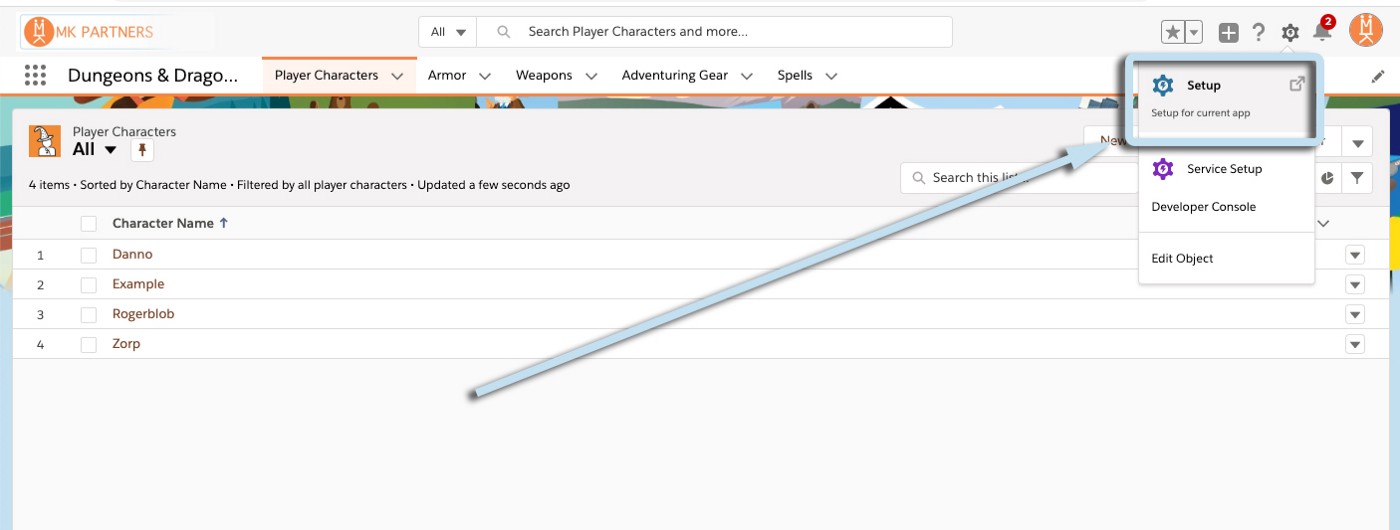 MK PARTNERS
All
Search Player Characters and more...
2
Dungeons & Drago...
Player Characters
Armor
Weapons
Adventuring Gear
Spells
Setup
Setup for current app
Service Setup
Developer Console
Edit Object
Player Characters
All
New
4 items • Sorted by Character Name • Filtered by all player characters • Updated a few seconds ago
Search this list...
Character Name ↑
1 Danno
2 Example
3 Rogerblob
4 Zorp